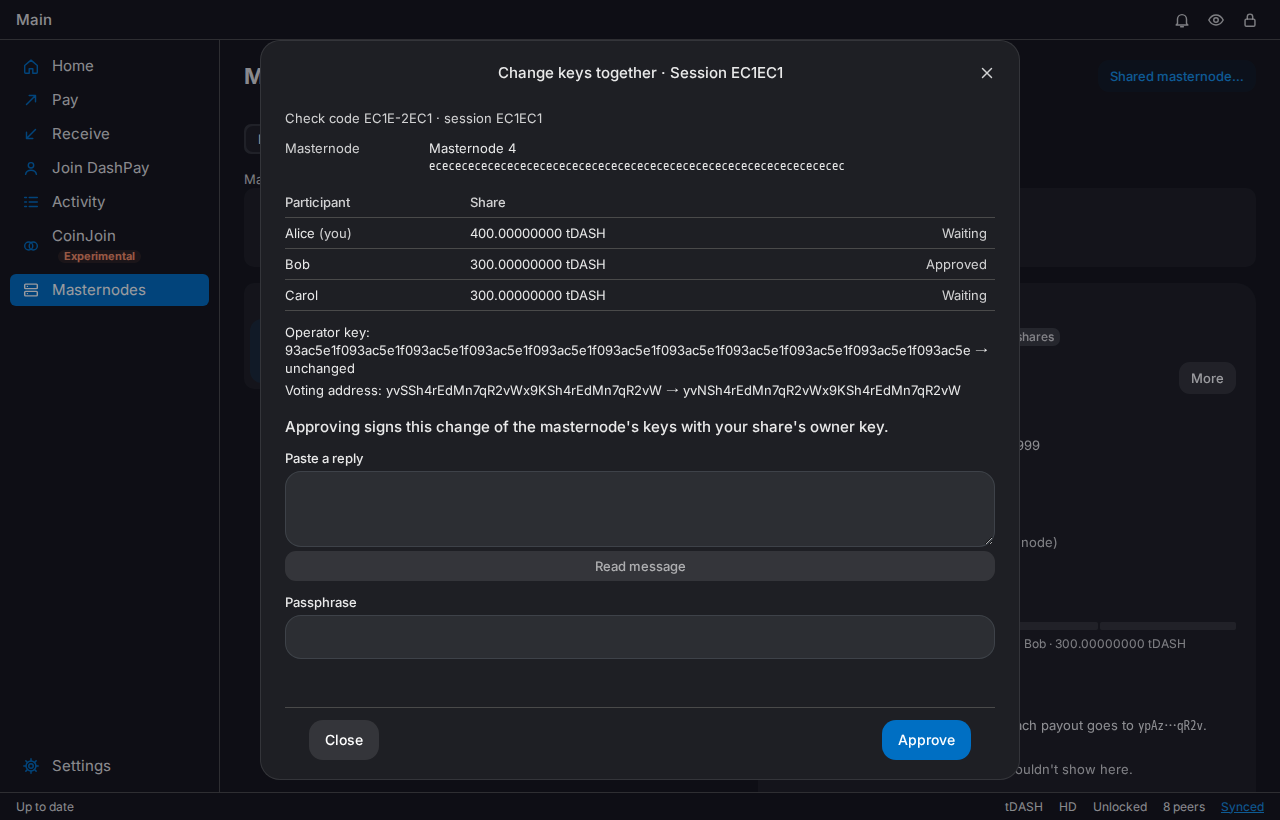 Main
Home
Pay
Receive
Join DashPay
Activity
CoinJoin
Experimental
Masternodes
Settings
Shared masternode...
Change keys together · Session EC1EC1
Check code EC1E-2EC1 · session EC1EC1
Masternode
Masternode 4
ecececececececececececececececececececececececececececececececec
Participant Share
Alice (you) 400.00000000 tDASH Waiting
Bob 300.00000000 tDASH Approved
Carol 300.00000000 tDASH Waiting
Operator key:
93ac5e1f093ac5e1f093ac5e1f093ac5e1f093ac5e1f093ac5e1f093ac5e1f093ac5e1f093ac5e1f093ac5e1f093ac5e →
unchanged
Voting address: yvSSh4rEdMn7qR2vWx9KSh4rEdMn7qR2vW → yvNSh4rEdMn7qR2vWx9KSh4rEdMn7qR2vW
Approving signs this change of the masternode's keys with your share's owner key.
Paste a reply
Read message
Passphrase
Close
Approve
shares
More
999
node)
Bob · 300.00000000 tDASH
payout goes to ypAz…qR2v.
show here.
Up to date
tDASH HD Unlocked 8 peers Synced